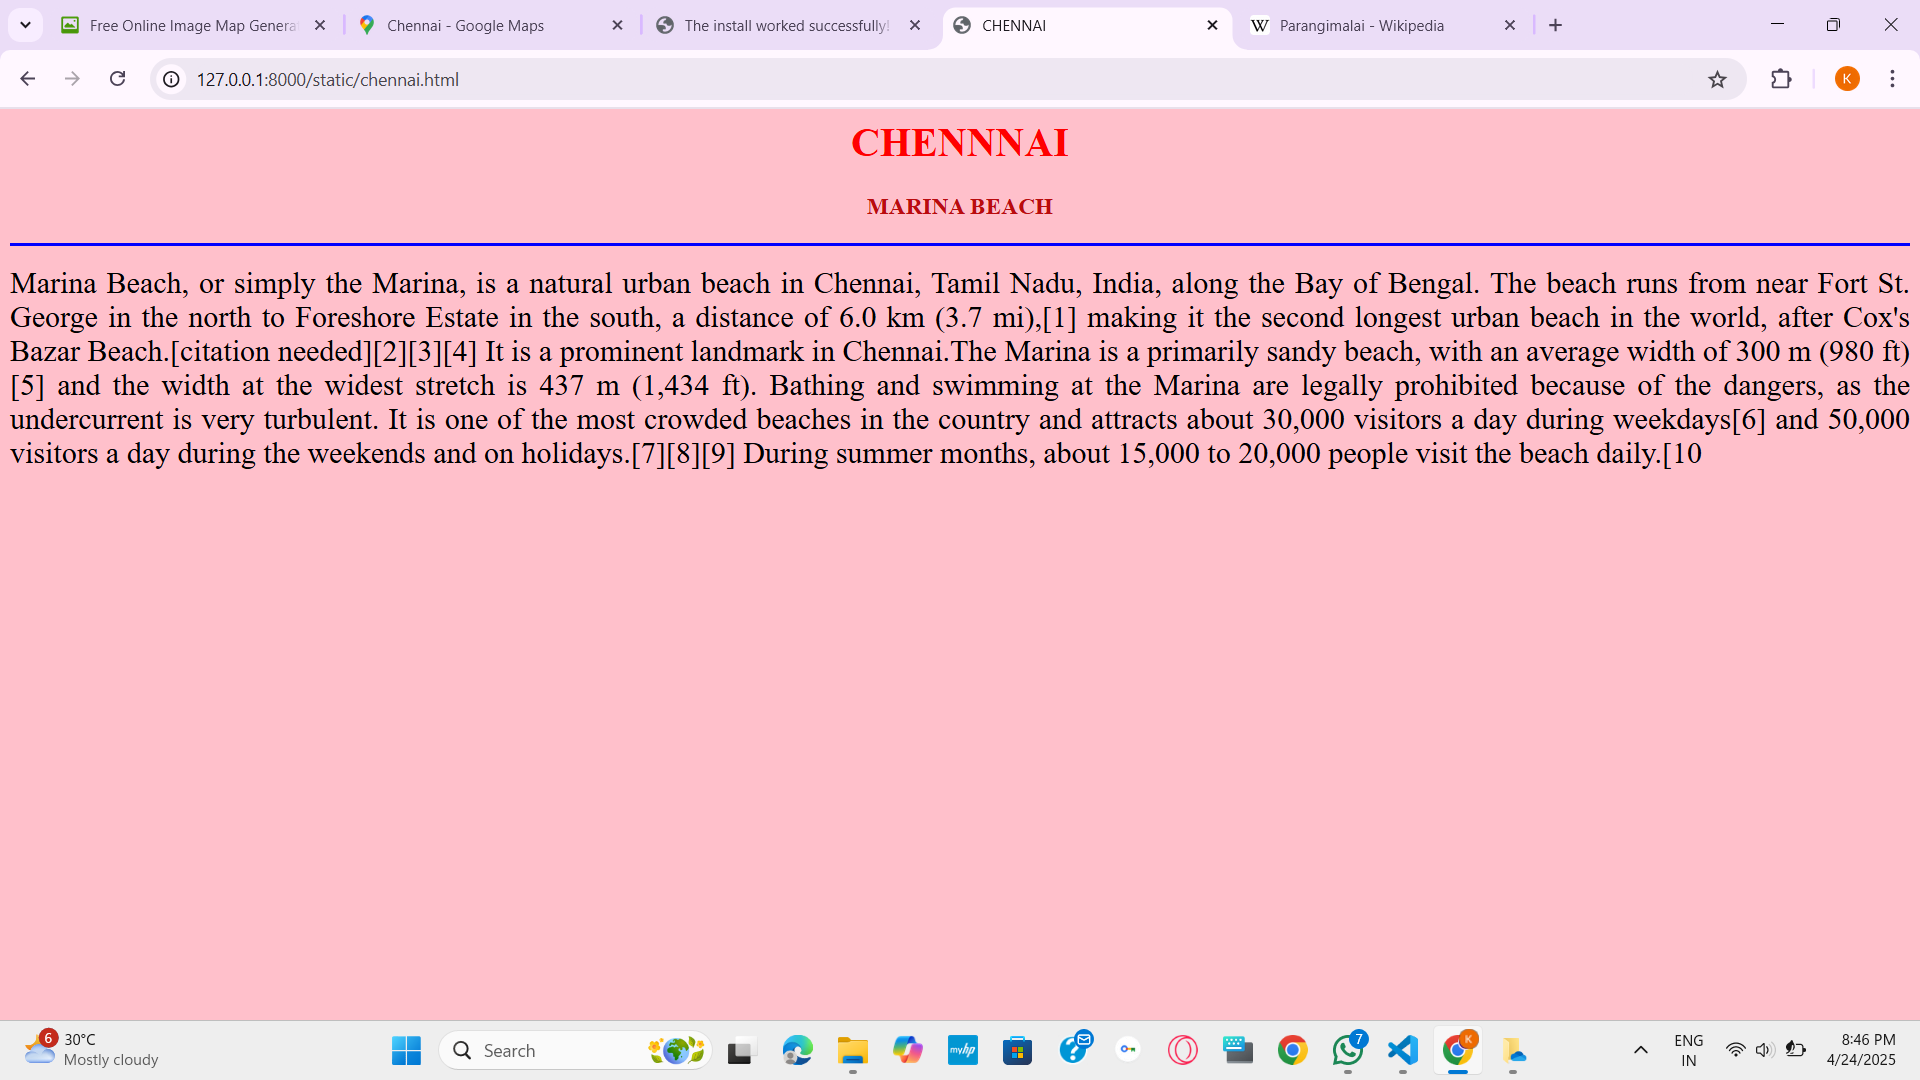 Free Online Image Map Genera
Chennai - Google Maps
The install worked successfully!
CHENNAI
W Parangimalai - Wikipedia
127.0.0.1:8000/static/chennai.html
K
CHENNNAI
MARINA BEACH
Marina Beach, or simply the Marina, is a natural urban beach in Chennai, Tamil Nadu, India, along the Bay of Bengal. The beach runs from near Fort St.
George in the north to Foreshore Estate in the south, a distance of 6.0 km (3.7 mi),[1] making it the second longest urban beach in the world, after Cox's
Bazar Beach.[citation needed][2][3][4] It is a prominent landmark in Chennai.The Marina is a primarily sandy beach, with an average width of 300 m (980 ft)
[5] and the width at the widest stretch is 437 m (1,434 ft). Bathing and swimming at the Marina are legally prohibited because of the dangers, as the
undercurrent is very turbulent. It is one of the most crowded beaches in the country and attracts about 30,000 visitors a day during weekdays[6] and 50,000
visitors a day during the weekends and on holidays.[7][8][9] During summer months, about 15,000 to 20,000 people visit the beach daily.[10
6
30°C
Mostly cloudy
Search
myhp
7
K
ENG
IN
8:46 PM
4/24/2025